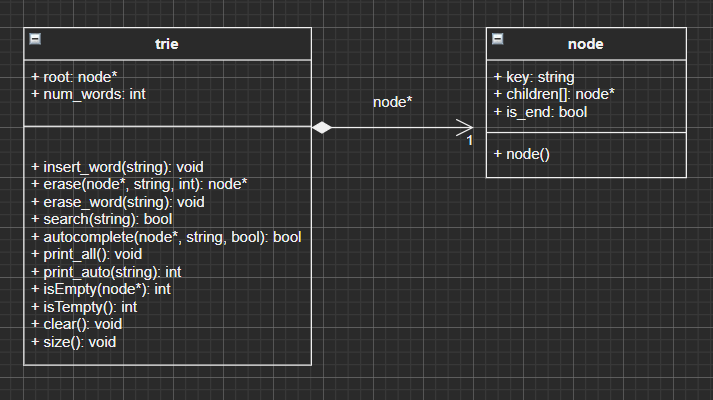 trie
+ root: node*
+ num_words: int
+ insert_word(string): void
+ erase(node*, string, int): node*
+ erase_word(string): void
+ search(string): bool
+ autocomplete(node*, string, bool): bool
+ print_all(): void
+ print_auto(string): int
+ isEmpty(node*): int
+ isTempty(): int
+ clear(): void
+ size(): void
node*
1
node
+ key: string
+ children[]: node*
+ is_end: bool
+ node()